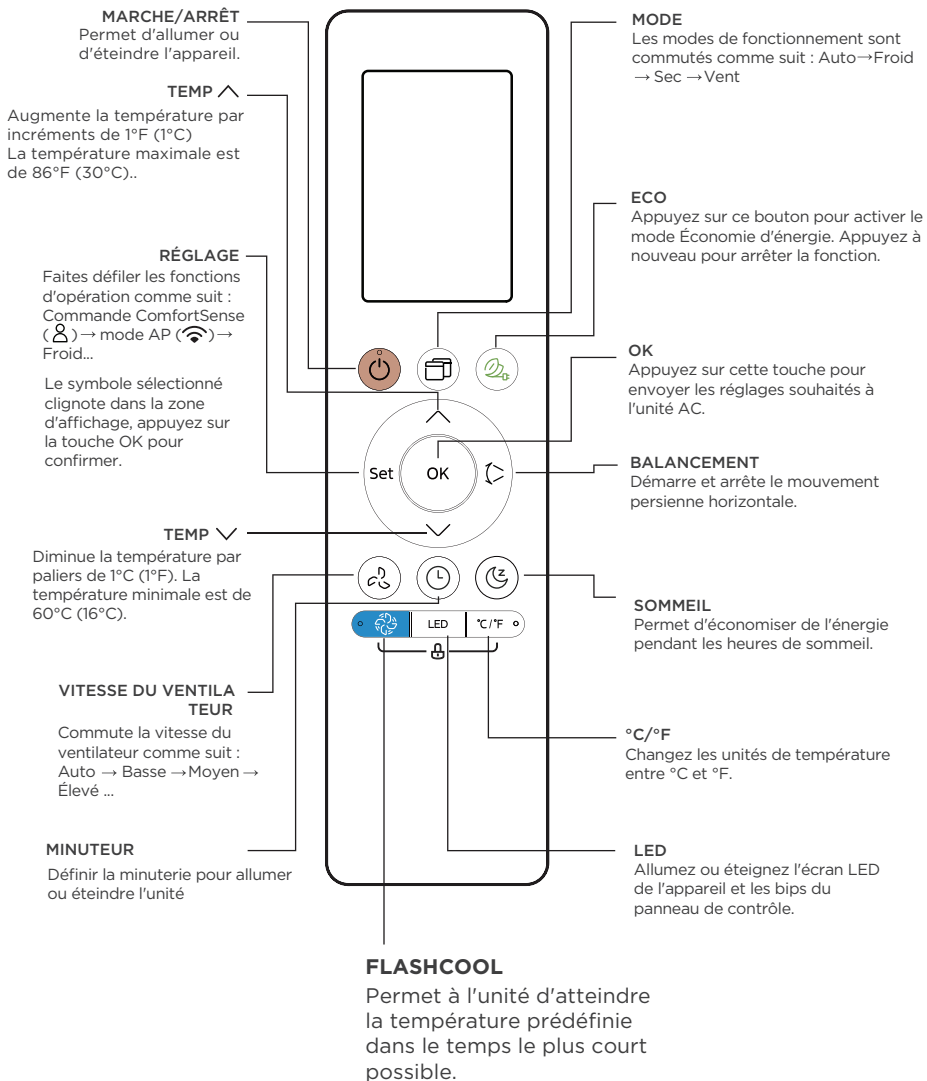 MARCHE/ARRÊT
Permet d'allumer ou
d'éteindre l'appareil.
TEMP
Augmente la température par
incréments de 1°F (1°C)
La température maximale est
de 86°F (30°C)..
RÉGLAGE
Faites défiler les fonctions
d'opération comme suit :
Commande ComfortSense
( ) → mode AP ( ) →
Froid...
Le symbole sélectionné
clignote dans la zone
d'affichage, appuyez sur
la touche OK pour
confirmer.
TEMP
Diminue la température par
paliers de 1°C (1°F). La
température minimale est de
60°C (16°C).
VITESSE DU VENTILA
TEUR
Commute la vitesse du
ventilateur comme suit :
Auto → Basse → Moyen →
Élevé ...
MINUTEUR
Définir la minuterie pour allumer
ou éteindre l'unité
Set
OK
z
LED
°C/°F
MODE
Les modes de fonctionnement sont
commutés comme suit : Auto→Froid
→ Sec →Vent
ECO
Appuyez sur ce bouton pour activer le
mode Économie d'énergie. Appuyez à
nouveau pour arrêter la fonction.
OK
Appuyez sur cette touche pour
envoyer les réglages souhaités à
l'unité AC.
BALANCEMENT
Démarre et arrête le mouvement
persienne horizontale.
SOMMEIL
Permet d'économiser de l'énergie
pendant les heures de sommeil.
°C/°F
Changez les unités de température
entre °C et °F.
LED
Allumez ou éteignez l'écran LED
de l'appareil et les bips du
panneau de contrôle.
FLASHCOOL
Permet à l'unité d'atteindre
la température prédéfinie
dans le temps le plus court
possible.